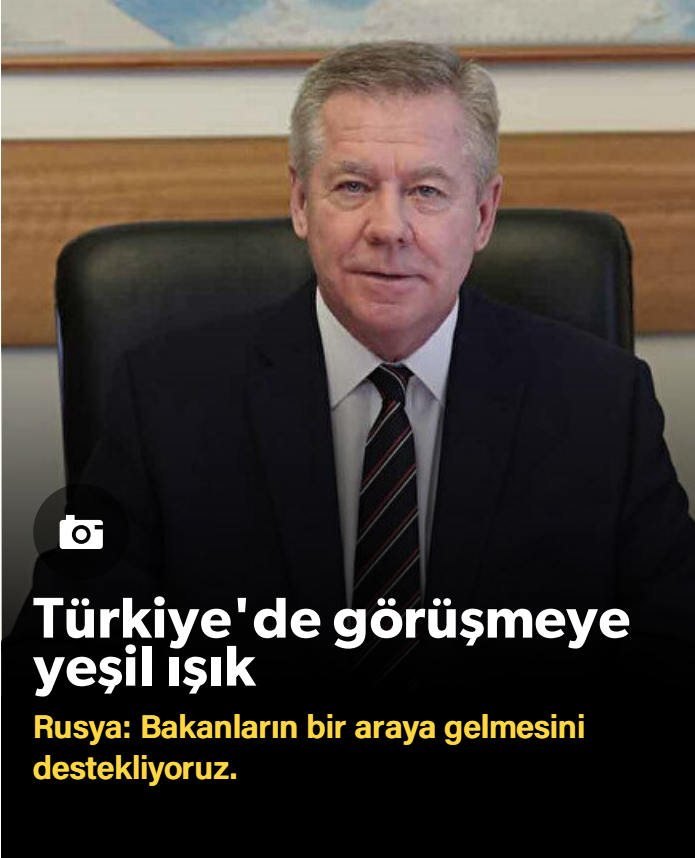 Türkiye'de görüşmeye
yeşil ışık
Rusya: Bakanların bir araya gelmesini
destekliyoruz.